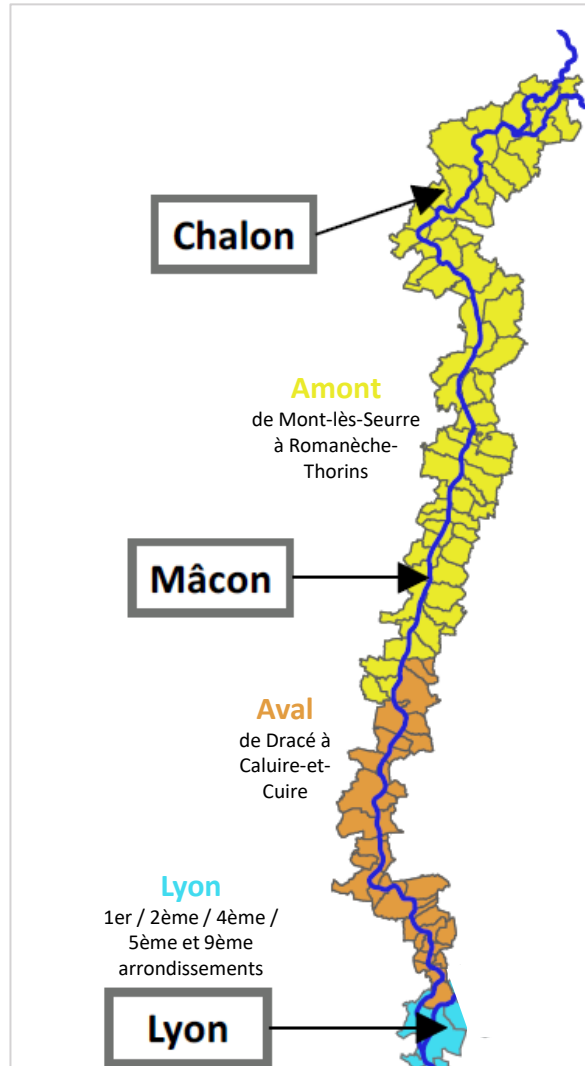 Chalon
Amont
de Mont-lès-Seurre
à Romanèche-
Thorins
Mâcon
Aval
de Dracé à
Caluire-et-
Cuire
Lyon
1er / 2ème / 4ème /
5ème et 9ème
arrondissements
Lyon